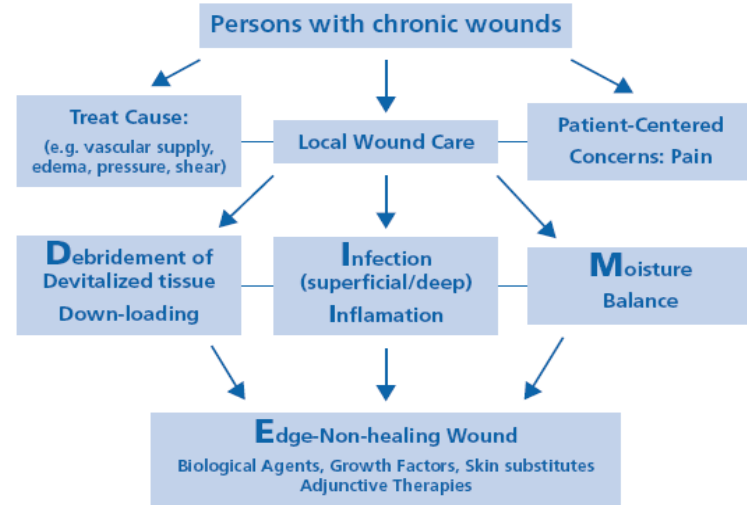 Persons with chronic wounds
Treat Cause:
(e.g. vascular supply,
edema, pressure, shear)
Local Wound Care
Patient-Centered
Concerns: Pain
Debridement of
Devitalized tissue
Down-loading
Infection
(superficial/deep)
Inflamation
Moisture
Balance
Edge-Non-healing Wound
Biological Agents, Growth Factors, Skin substitutes
Adjunctive Therapies